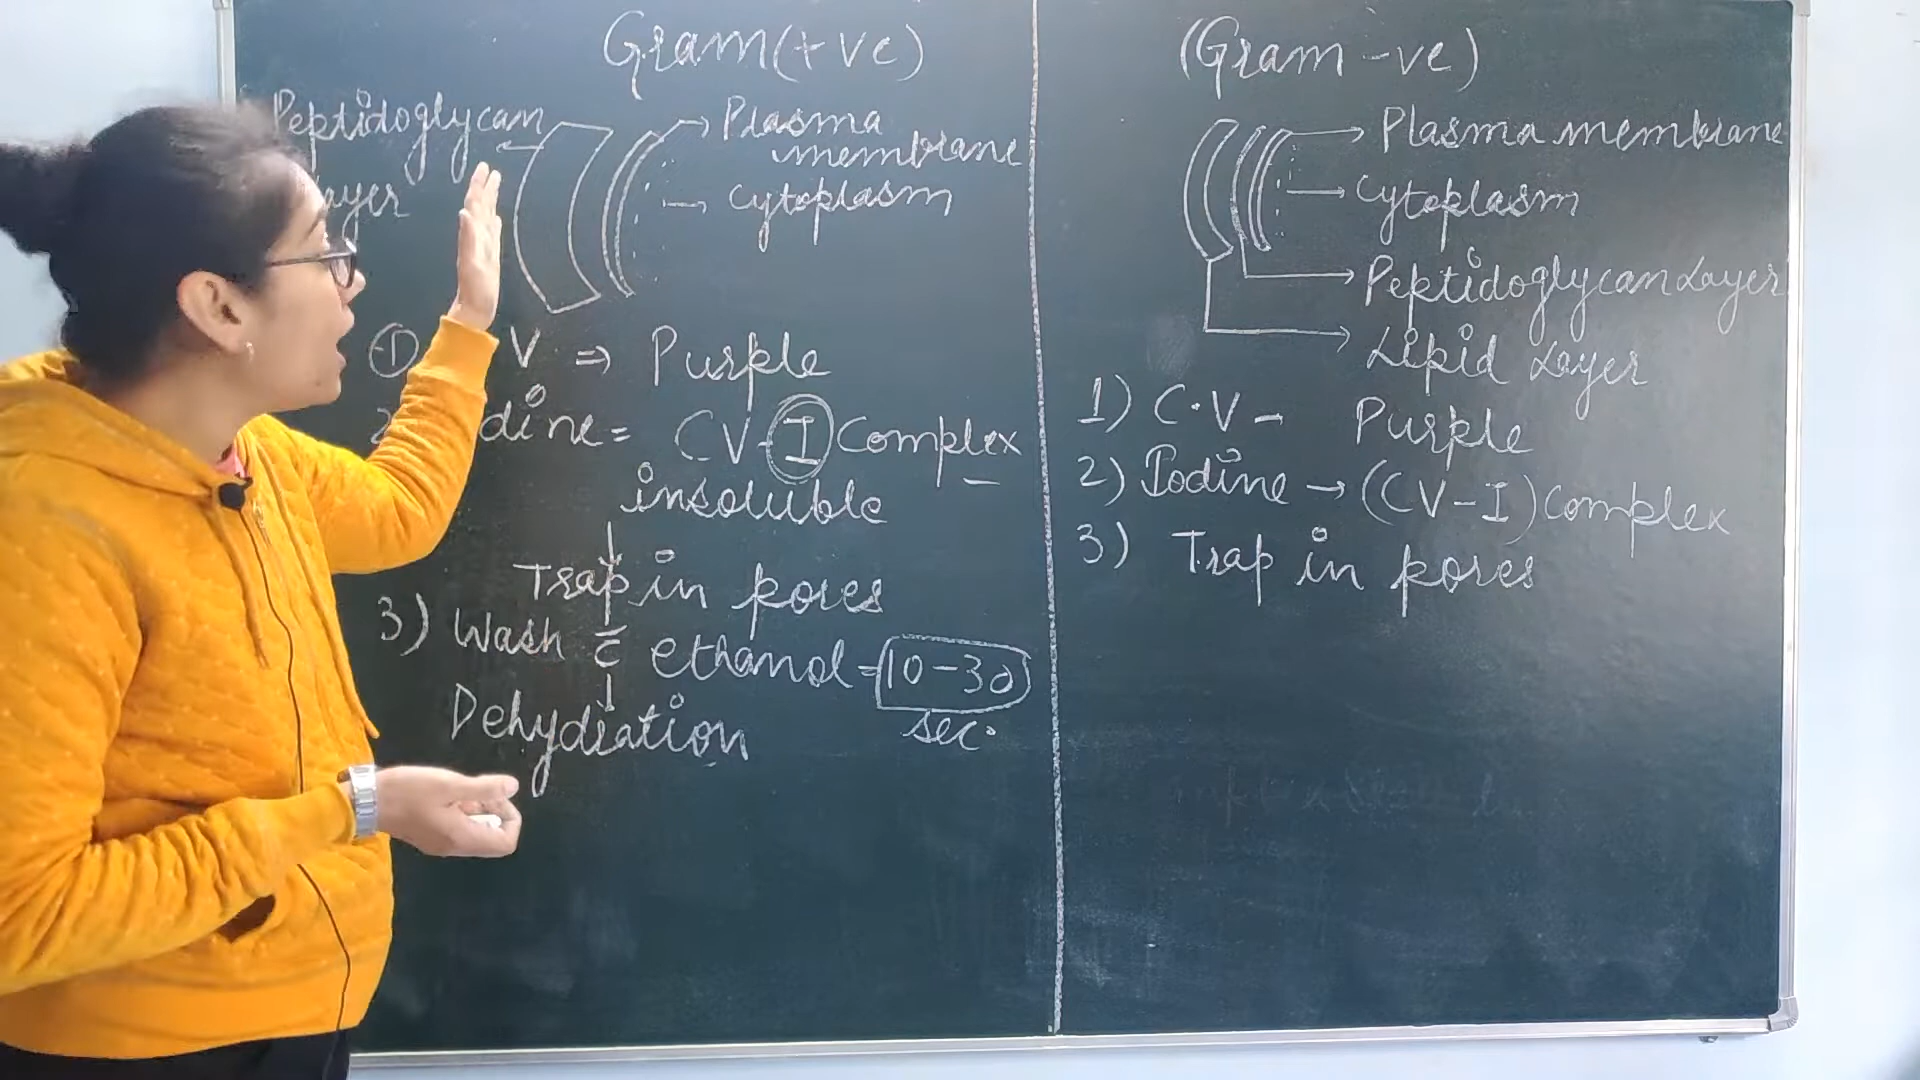 Gram(+ve)
Peptidoglycan
Layer
Plasma
membrane
Cytoplasm
① V ⇒ Purple
2 odine = CV-I Complex
insoluble
↓
Trap in pores
3) Wash c̅ ethanol = 10-30
sec.
↓
Dehydration
(Gram -ve)
Plasma membrane
Cytoplasm
Peptidoglycan Layer
Lipid Layer
1) C.V - Purple
2) Iodine → (CV-I) Complex
3) Trap in pores